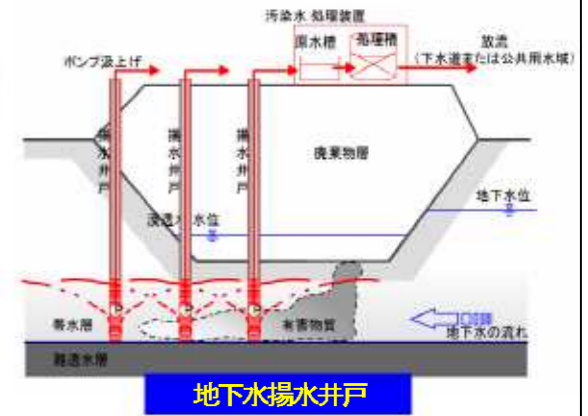 汚染水 処理装置
原水槽
処理槽
放流
(下水道または公共用水域)
ポンプ汲上げ
揚水井戸
揚水井戸
揚水井戸
廃棄物層
地下水位
浸透水水位
帯水層
有害物質
地下水の流れ
難透水層
地下水揚水井戸